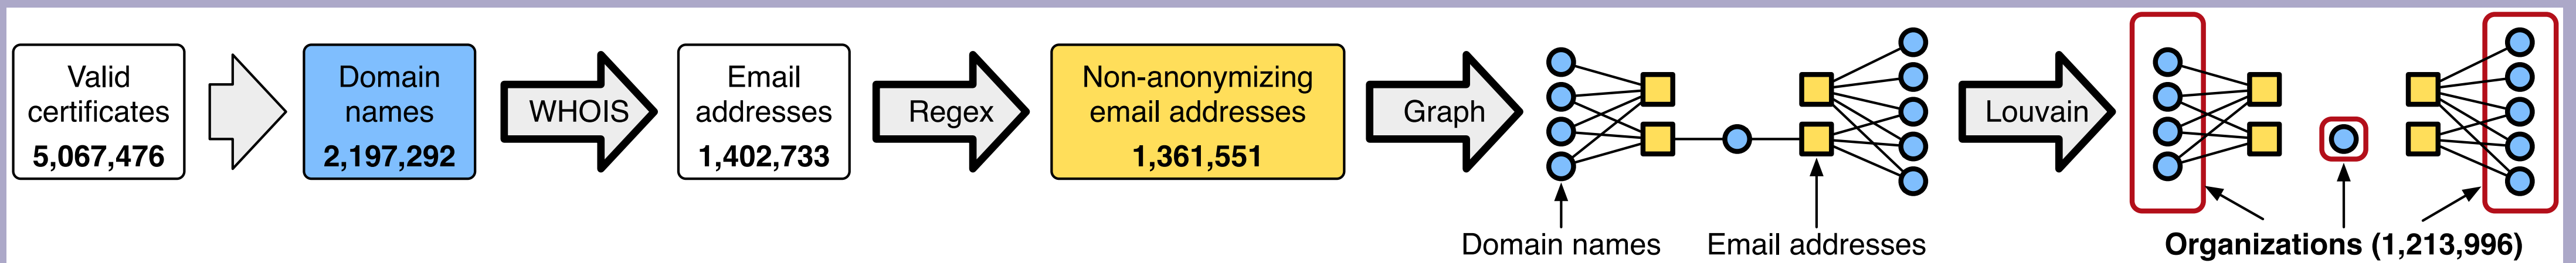 Valid
certificates
5,067,476
Domain
names
2,197,292
WHOIS
Email
addresses
1,402,733
Regex
Non-anonymizing
email addresses
1,361,551
Graph
Domain names
Email addresses
Louvain
Organizations (1,213,996)